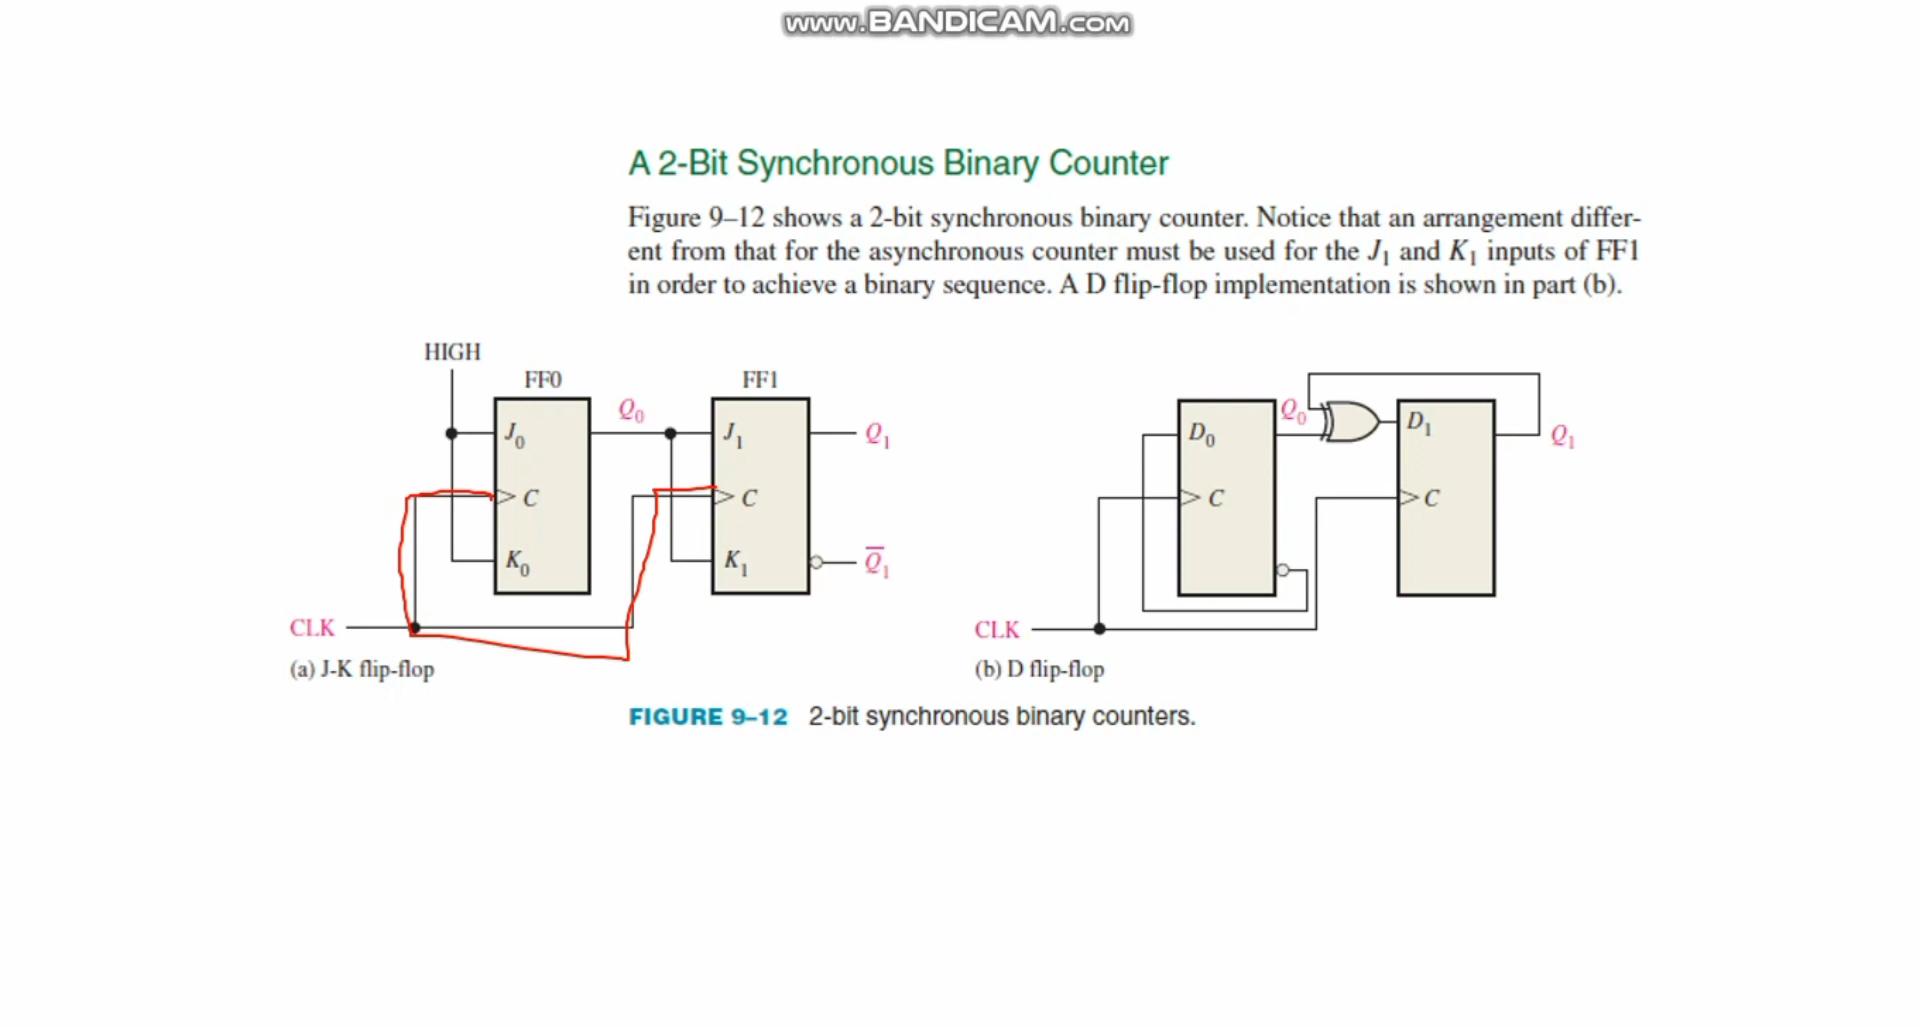 www.BANDICAM.com
A 2-Bit Synchronous Binary Counter
Figure 9–12 shows a 2-bit synchronous binary counter. Notice that an arrangement differ-
ent from that for the asynchronous counter must be used for the J₁ and K₁ inputs of FF1
in order to achieve a binary sequence. A D flip-flop implementation is shown in part (b).
HIGH
FF0
FF1
J₀
C
K₀
Q₀
J₁
C
K₁
Q₁
Q̅₁
CLK
(a) J-K flip-flop
D₀
C
Q₀
D₁
C
Q₁
CLK
(b) D flip-flop
FIGURE 9–12 2-bit synchronous binary counters.